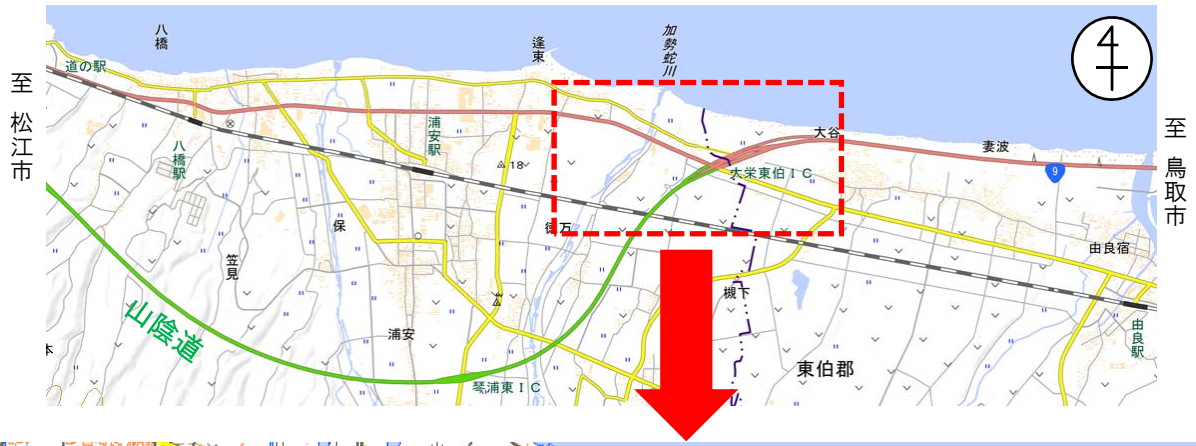 八橋
道の駅
逢東
加勢蛇川
至 松江市
浦安駅
18
大谷
妻波
至 鳥取市
八橋駅
大栄東伯IC
9
保
徳万
笠見
由良宿
槻下
山陰道
浦安
由良駅
東伯郡
琴浦東IC